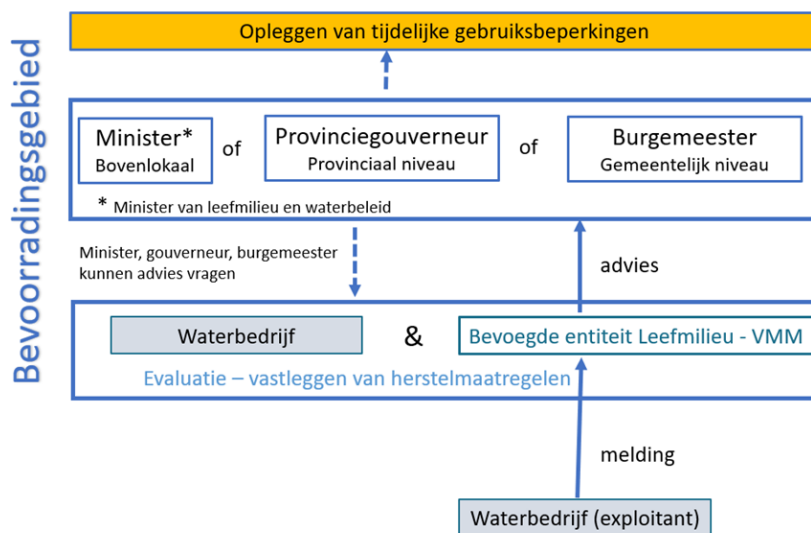 Bevoorradingsgebied
Opleggen van tijdelijke gebruiksbeperkingen
Minister*
Bovenlokaal
of
Provinciegouverneur
Provinciaal niveau
of
Burgemeester
Gemeentelijk niveau
* Minister van leefmilieu en waterbeleid
Minister, gouverneur, burgemeester
kunnen advies vragen
advies
Waterbedrijf
&
Bevoegde entiteit Leefmilieu - VMM
Evaluatie – vastleggen van herstelmaatregelen
melding
Waterbedrijf (exploitant)